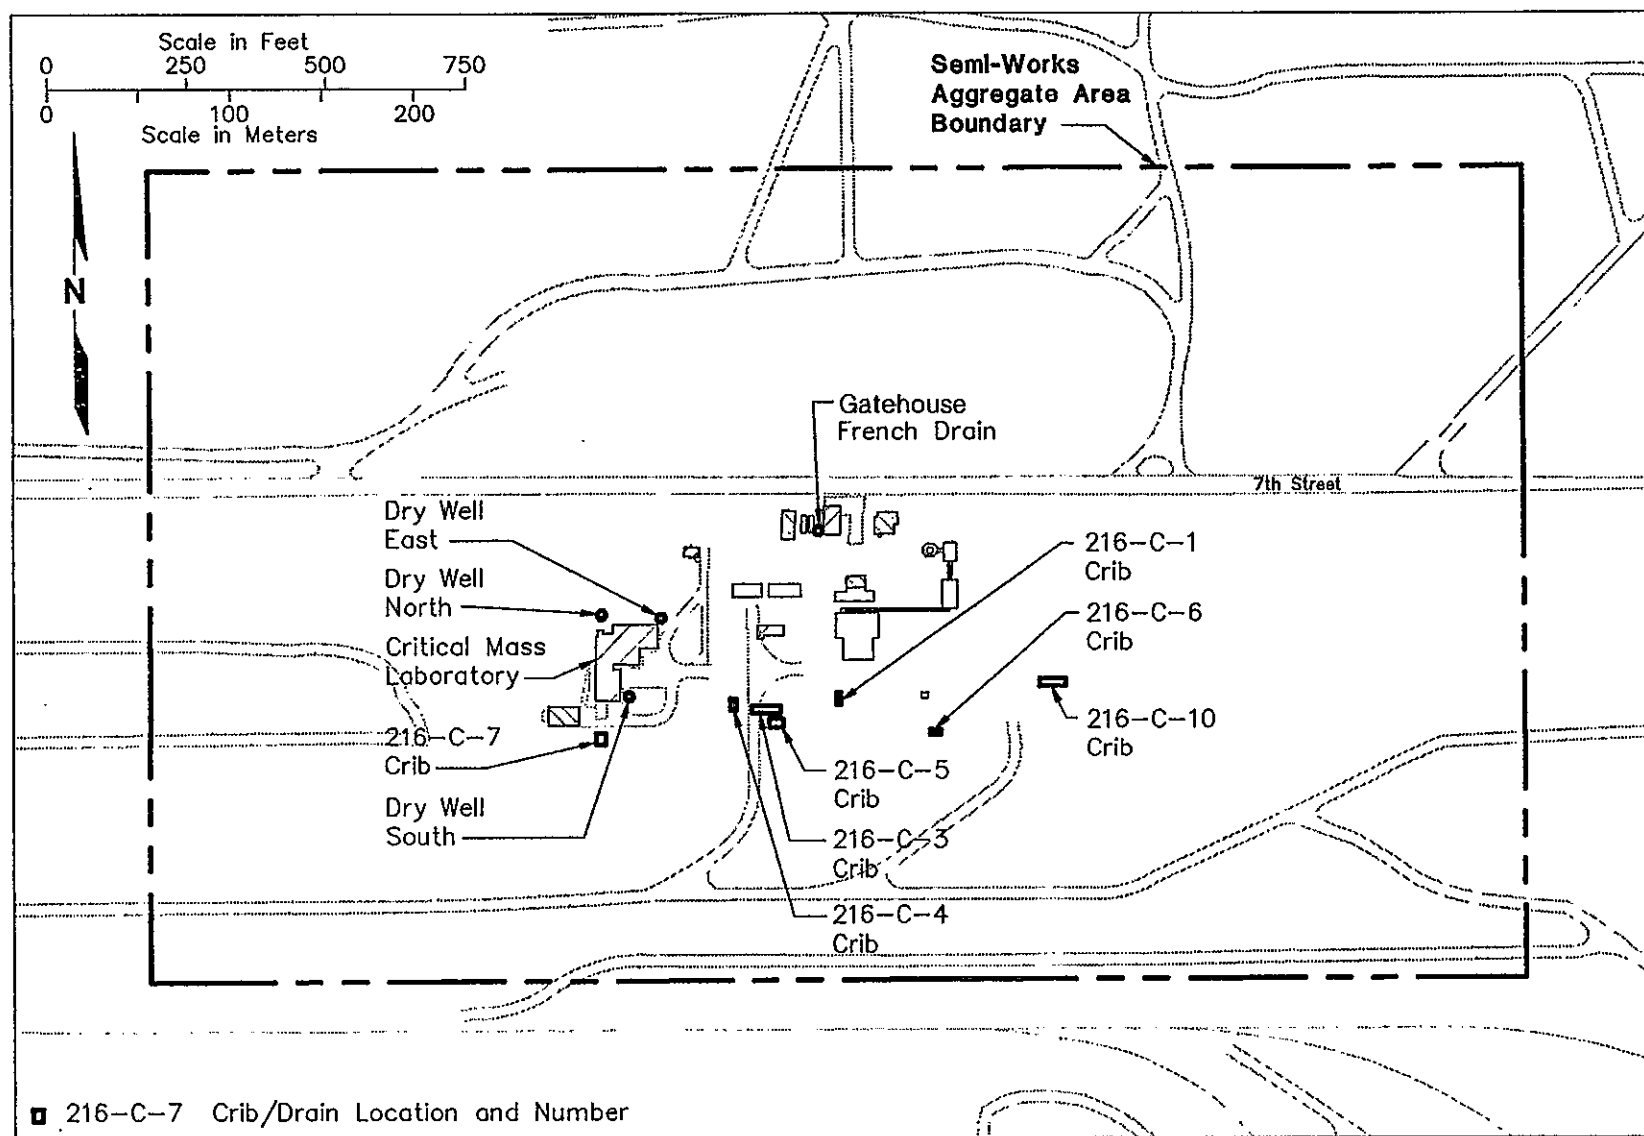 Scale in Feet
0 250 500 750
0 100 200
Scale in Meters
Semi-Works
Aggregate Area
Boundary
N
Gatehouse
French Drain
7th Street
Dry Well
East
216-C-1
Crib
Dry Well
North
216-C-6
Crib
Critical Mass
Laboratory
216-C-10
Crib
216-C-7
Crib
216-C-5
Crib
Dry Well
South
216-C-3
Crib
216-C-4
Crib
216-C-7 Crib/Drain Location and Number